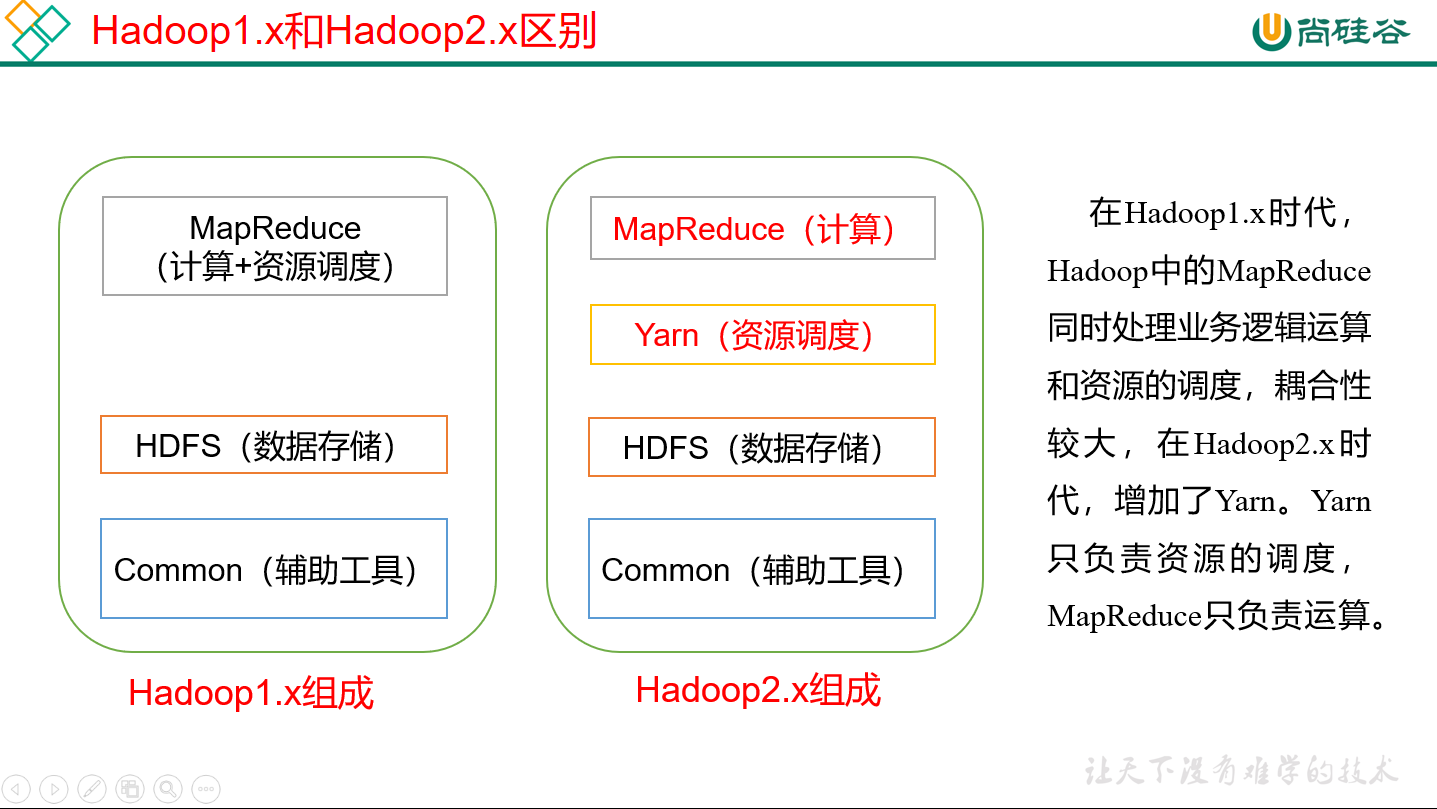 Hadoop1.x和Hadoop2.x区别
尚硅谷
MapReduce
（计算+资源调度）
HDFS（数据存储）
Common（辅助工具）
Hadoop1.x组成
MapReduce（计算）
Yarn（资源调度）
HDFS（数据存储）
Common（辅助工具）
Hadoop2.x组成
在Hadoop1.x时代，
Hadoop中的MapReduce
同时处理业务逻辑运算
和资源的调度，耦合性
较大，在Hadoop2.x时
代，增加了Yarn。Yarn
只负责资源的调度，
MapReduce只负责运算。
让天下没有难学的技术